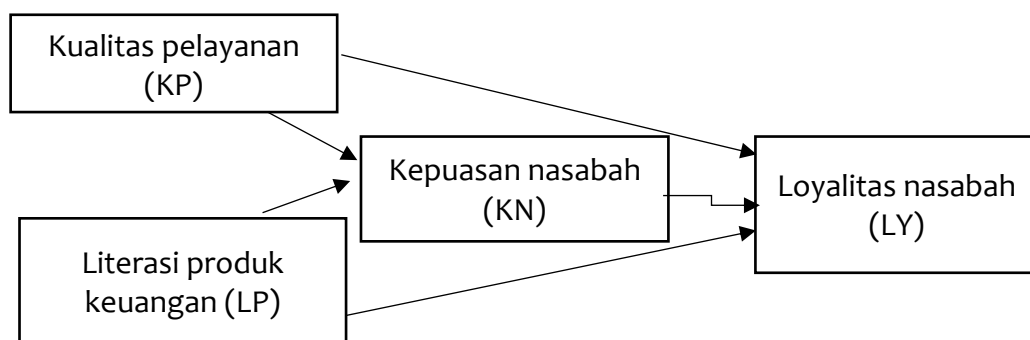 Kualitas pelayanan
(KP)
Kepuasan nasabah
(KN)
Loyalitas nasabah
(LY)
Literasi produk
keuangan (LP)